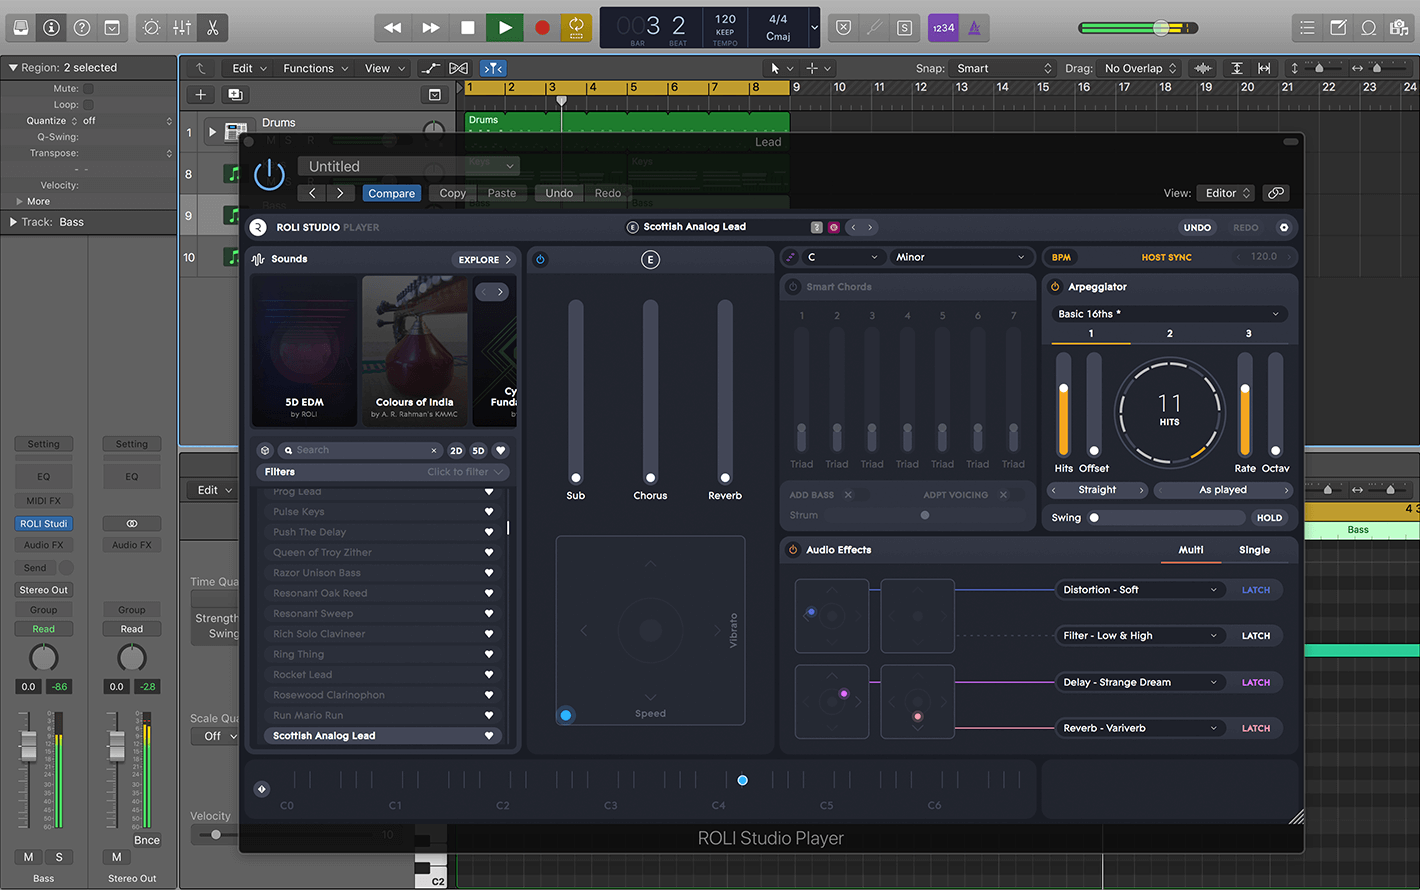 3 2
BAR BEAT
120
KEEP
TEMPO
4/4
Cmaj
S
1234
Region: 2 selected
Mute:
Loop:
Quantize off
Q-Swing:
Transpose:
Velocity:
More
Track: Bass
Edit Functions View
Snap: Smart
Drag: No Overlap
1 2 3 4 5 6 7 8 9 10 11 12 13 14 15 16 17 18 19 20 21 22 23 24
1 Drums
M S R
Drums
8
9
10
Keys Keys
Bass Bass
Lead
Untitled
Compare Copy Paste Undo Redo
View: Editor
ROLI STUDIO PLAYER
E Scottish Analog Lead
UNDO REDO
Sounds
EXPLORE
5D EDM
by ROLI
Colours of India
by A. R. Rahman's KMMC
Cy
Funda
Search
2D 5D
Filters Click to filter
Prog Lead
Pulse Keys
Push The Delay
Queen of Troy Zither
Razor Unison Bass
Resonant Oak Reed
Resonant Sweep
Rich Solo Clavineer
Ring Thing
Rocket Lead
Rosewood Clarinophon
Run Mario Run
Scottish Analog Lead
E
Sub Chorus Reverb
Vibrato
Speed
C Minor
Smart Chords
1 2 3 4 5 6 7
Triad Triad Triad Triad Triad Triad Triad
ADD BASS ADPT VOICING
Strum
BPM HOST SYNC 120.0
Arpeggiator
Basic 16ths *
1 2 3
11
HITS
Hits Offset Rate Octav
Straight As played
Swing HOLD
Audio Effects
Multi Single
Distortion - Soft LATCH
Filter - Low & High LATCH
Delay - Strange Dream LATCH
Reverb - Variverb LATCH
C0 C1 C2 C3 C4 C5 C6
ROLI Studio Player
Setting Setting
EQ EQ
MIDI FX
ROLI Studi
Audio FX Audio FX
Send
Stereo Out
Group Group
Read Read
0.0 -8.6 0.0 -2.8
Bnce
M S M
Bass Stereo Out
Edit
Time Qua
Strength
Swing
Scale Qua
Off
Velocity
10
C2
4
Bass